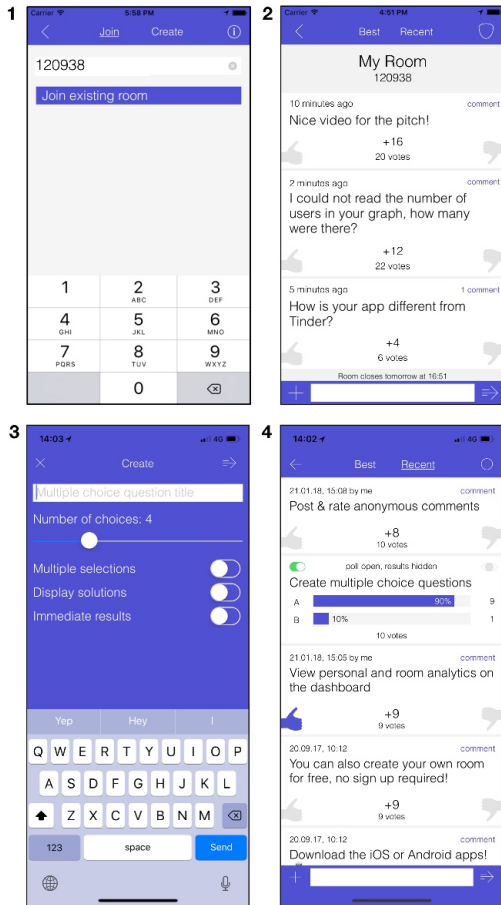 1
Carrier 5:58 PM
Join Create
120938
Join existing room
1 2 3
ABC DEF
4 5 6
GHI JKL MNO
7 8 9
PQRS TUV WXYZ
0
2
Carrier 4:51 PM
Best Recent
My Room
120938
10 minutes ago comment
Nice video for the pitch!
+16
20 votes
2 minutes ago comment
I could not read the number of
users in your graph, how many
were there?
+12
22 votes
5 minutes ago 1 comment
How is your app different from
Tinder?
+4
6 votes
Room closes tomorrow at 16:51
3
14:03 4G
Create
Multiple choice question title
Number of choices: 4
Multiple selections
Display solutions
Immediate results
Yep Hey I
Q W E R T Y U I O P
A S D F G H J K L
Z X C V B N M
123 space Send
4
14:02 4G
Best Recent
21.01.18, 15:08 by me comment
Post & rate anonymous comments
+8
10 votes
poll open, results hidden
Create multiple choice questions
A 90% 9
B 10% 1
10 votes
21.01.18, 15:05 by me comment
View personal and room analytics on
the dashboard
+9
9 votes
20.09.17, 10:12 comment
You can also create your own room
for free, no sign up required!
+9
9 votes
20.09.17, 10:12 comment
Download the iOS or Android apps!